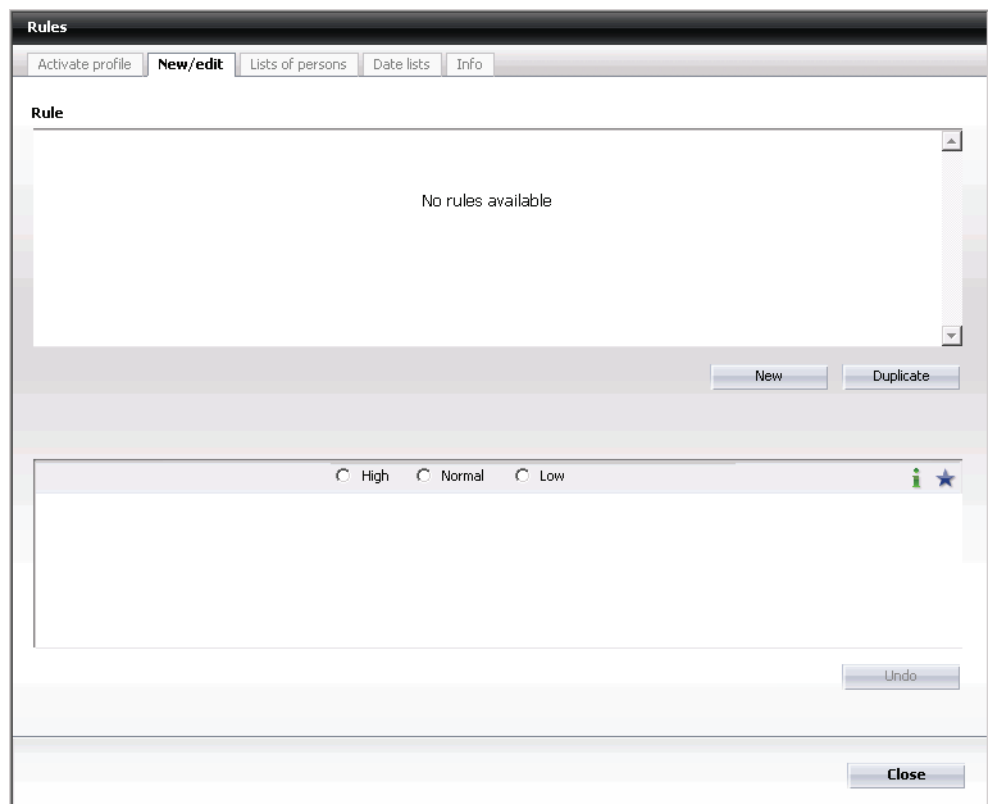 Rules
Activate profile New/edit Lists of persons Date lists Info
Rule
No rules available
New Duplicate
High Normal Low
Undo
Close